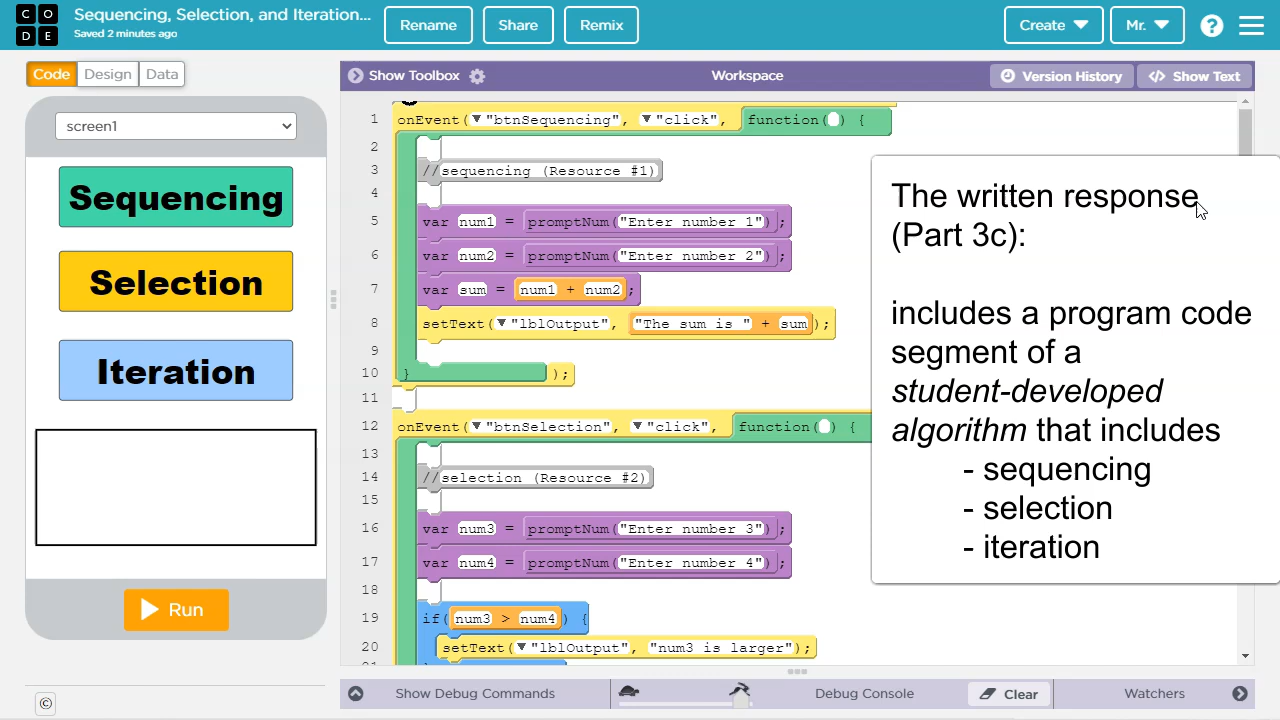 CODE
Sequencing, Selection, and Iteration...
Saved 2 minutes ago
Rename
Share
Remix
Create
Mr.
?
Code
Design
Data
Show Toolbox
Workspace
Version History
</> Show Text
screen1
Sequencing
Selection
Iteration
Run
©
1 onEvent( "btnSequencing", "click", function( ) {
2
3 //sequencing (Resource #1)
4
5 var num1 = promptNum("Enter number 1");
6 var num2 = promptNum("Enter number 2");
7 var sum = num1 + num2;
8 setText( "lblOutput", "The sum is " + sum );
9
10 } );
11
12 onEvent( "btnSelection", "click", function( ) {
13
14 //selection (Resource #2)
15
16 var num3 = promptNum("Enter number 3");
17 var num4 = promptNum("Enter number 4");
18
19 if( num3 > num4 ) {
20 setText( "lblOutput", "num3 is larger");
The written response
(Part 3c):
includes a program code
segment of a
student-developed
algorithm that includes
- sequencing
- selection
- iteration
Show Debug Commands
Debug Console
Clear
Watchers